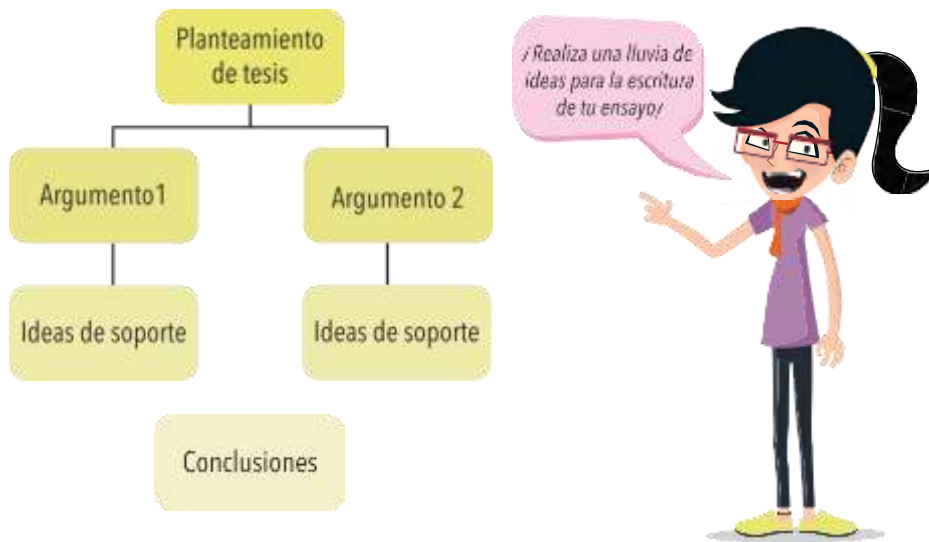 Planteamiento
de tesis
¡Realiza una lluvia de
ideas para la escritura
de tu ensayo!
Argumento1
Argumento 2
Ideas de soporte
Ideas de soporte
Conclusiones